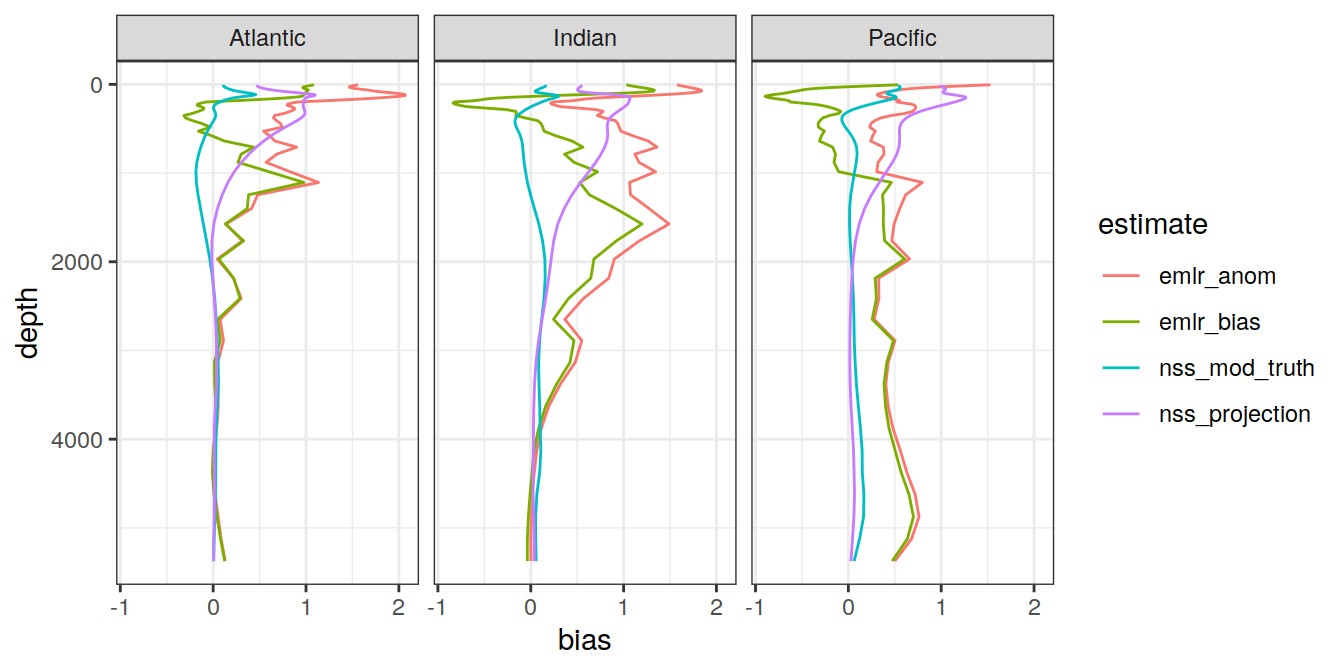 Atlantic Indian Pacific
0
2000
4000
depth
-1 0 1 2 -1 0 1 2 -1 0 1 2
bias
estimate
emlr_anom
emlr_bias
nss_mod_truth
nss_projection